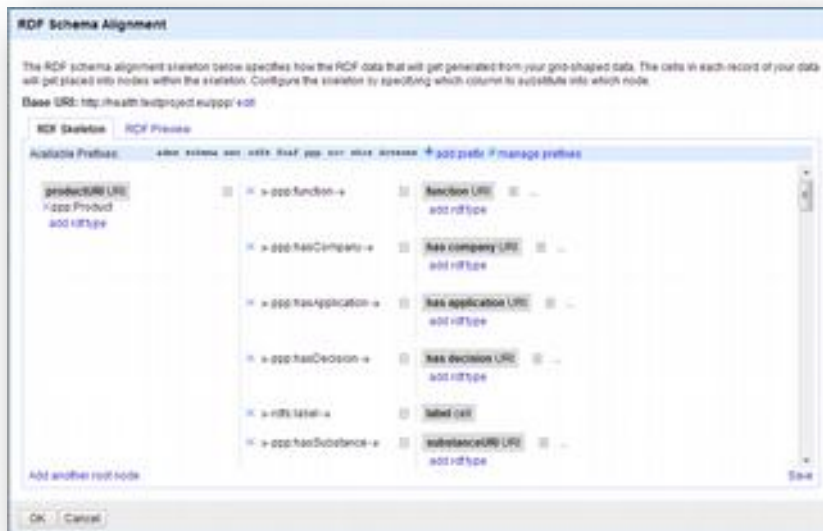 RDF Schema Alignment
The RDF schema alignment skeleton below specifies how the RDF data that will get generated from your grid-shaped data. The cells in each record of your data
will get placed into nodes within the skeleton. Configure the skeleton by specifying which column to substitute into which node.
Base URI: http://health.testproject.eu/ppp/ edit
RDF Skeleton RDF Preview
Available Prefixes: schema rdfs foaf ppp add prefix manage prefixes
productURI URI
x ppp:Product
add rdf:type
x >-ppp:function-> function URI ...
add rdf:type
x >-ppp:hasCompany-> has company URI ...
add rdf:type
x >-ppp:hasApplication-> has application URI ...
add rdf:type
x >-ppp:hasDecision-> has decision URI ...
add rdf:type
x >-rdfs:label-> label cell
x >-ppp:hasSubstance-> substanceURI URI ...
add rdf:type
Add another root node Save
OK Cancel